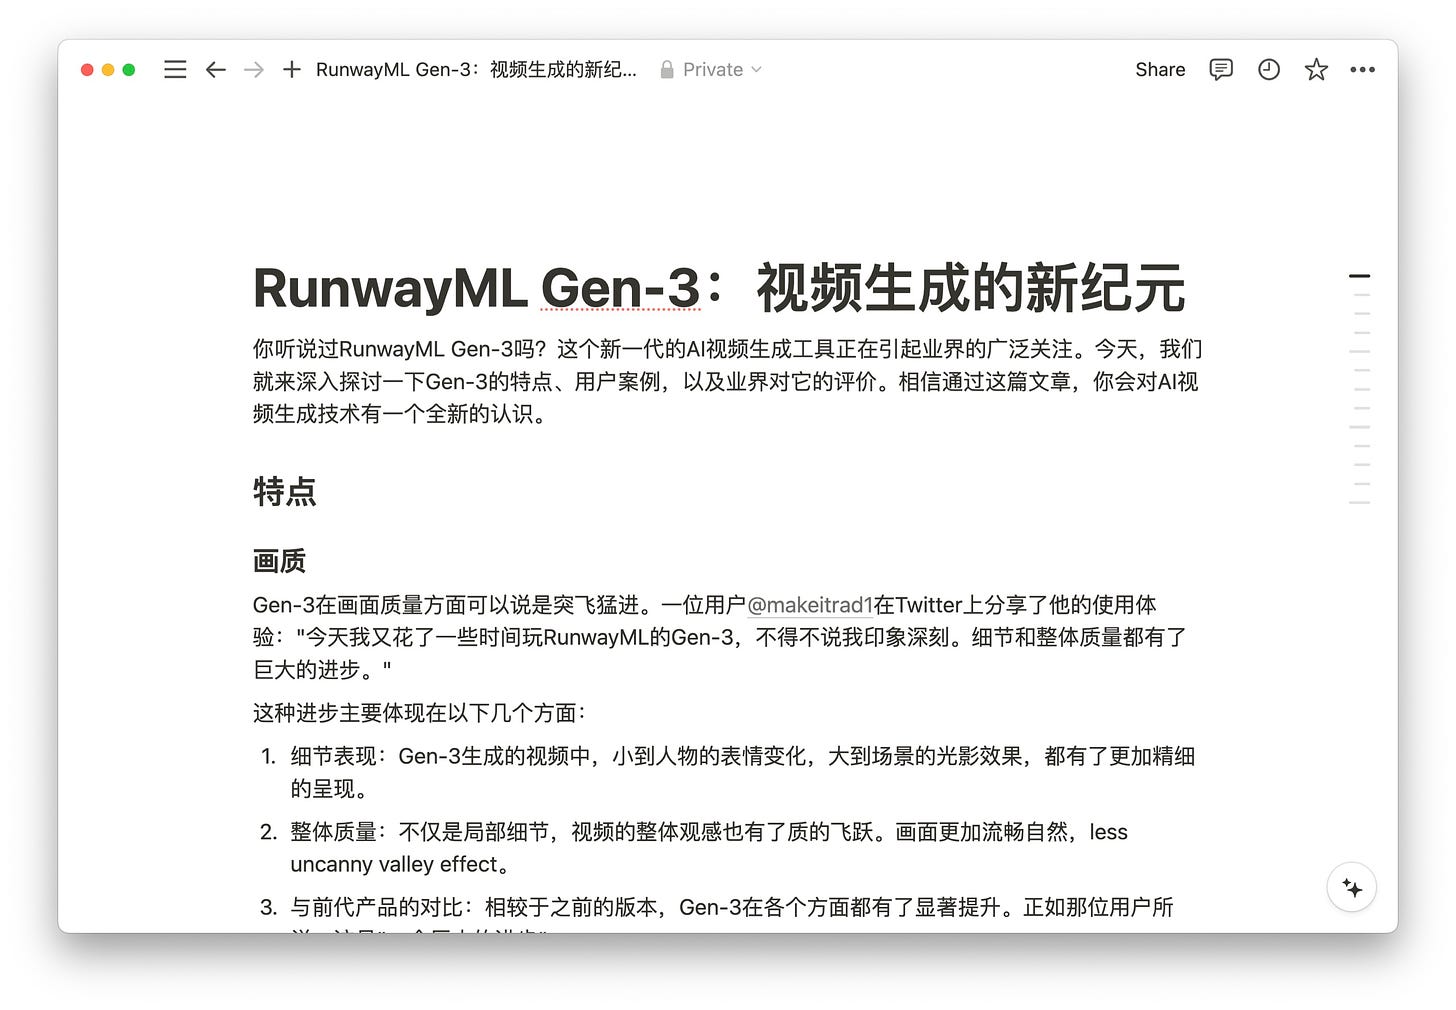 RunwayML Gen-3：视频生成的新纪... Private
Share
RunwayML Gen-3：视频生成的新纪元
你听说过RunwayML Gen-3吗？这个新一代的AI视频生成工具正在引起业界的广泛关注。今天，我们
就来深入探讨一下Gen-3的特点、用户案例，以及业界对它的评价。相信通过这篇文章，你会对AI视
频生成技术有一个全新的认识。
特点
画质
Gen-3在画面质量方面可以说是突飞猛进。一位用户@makeitrad1在Twitter上分享了他的使用体
验："今天我又花了一些时间玩RunwayML的Gen-3，不得不说我印象深刻。细节和整体质量都有了
巨大的进步。"
这种进步主要体现在以下几个方面：
1. 细节表现：Gen-3生成的视频中，小到人物的表情变化，大到场景的光影效果，都有了更加精细
的呈现。
2. 整体质量：不仅是局部细节，视频的整体观感也有了质的飞跃。画面更加流畅自然，less
uncanny valley effect。
3. 与前代产品的对比：相较于之前的版本，Gen-3在各个方面都有了显著提升。正如那位用户所